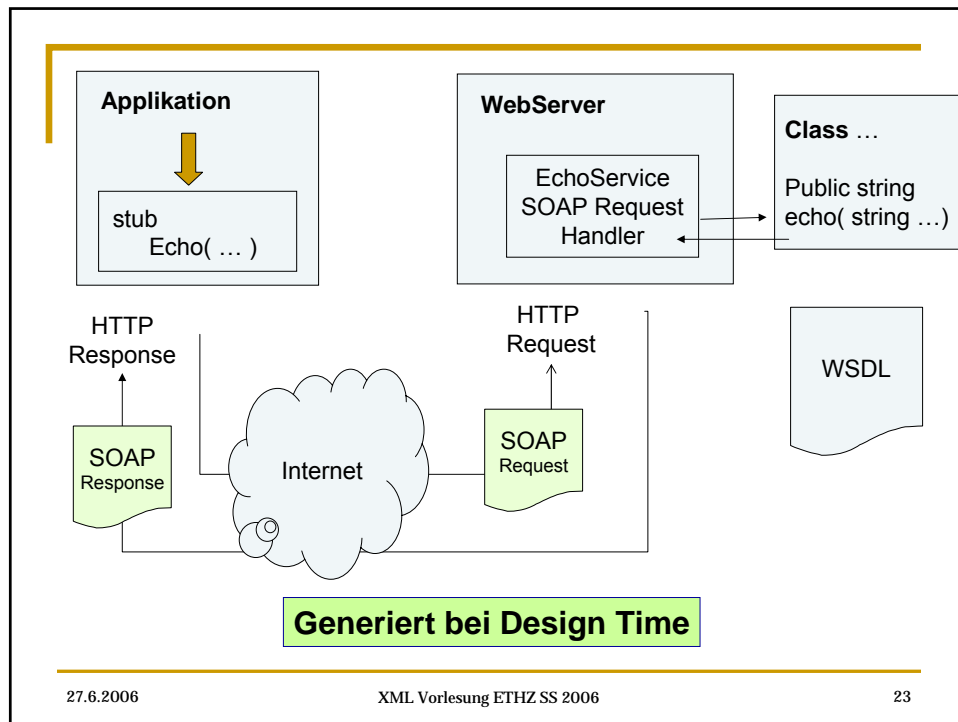 Applikation
stub
Echo( … )
WebServer
EchoService
SOAP Request
Handler
Class …
Public string
echo( string …)
HTTP
Response
HTTP
Request
WSDL
SOAP
Response
Internet
SOAP
Request
Generiert bei Design Time
27.6.2006 XML Vorlesung ETHZ SS 2006 23